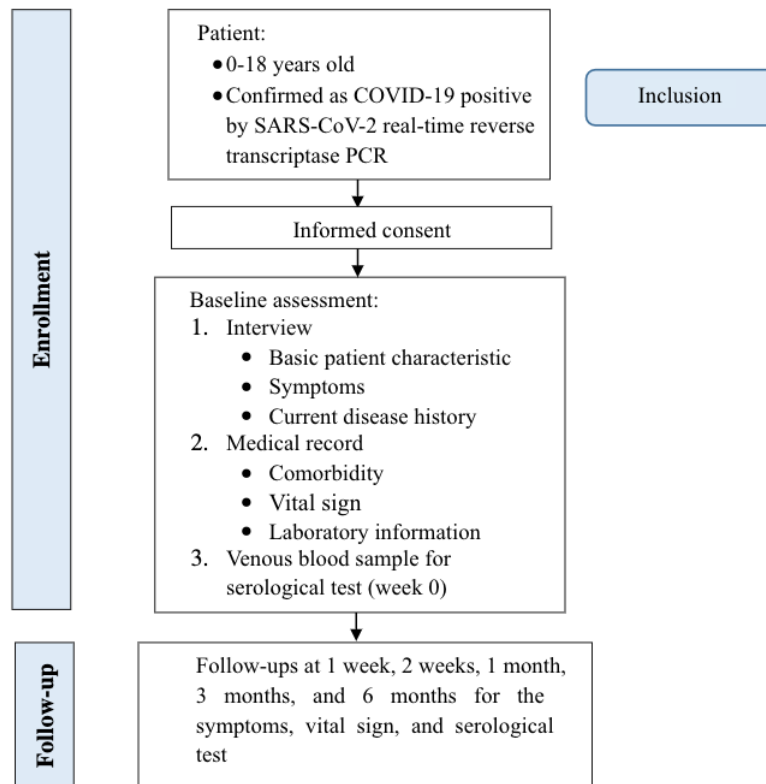 Patient:
•0-18 years old
•Confirmed as COVID-19 positive
by SARS-CoV-2 real-time reverse
transcriptase PCR
Inclusion
Informed consent
Enrollment
Baseline assessment:
1. Interview
• Basic patient characteristic
• Symptoms
• Current disease history
2. Medical record
• Comorbidity
• Vital sign
• Laboratory information
3. Venous blood sample for
serological test (week 0)
Follow-up
Follow-ups at 1 week, 2 weeks, 1 month,
3 months, and 6 months for the
symptoms, vital sign, and serological
test